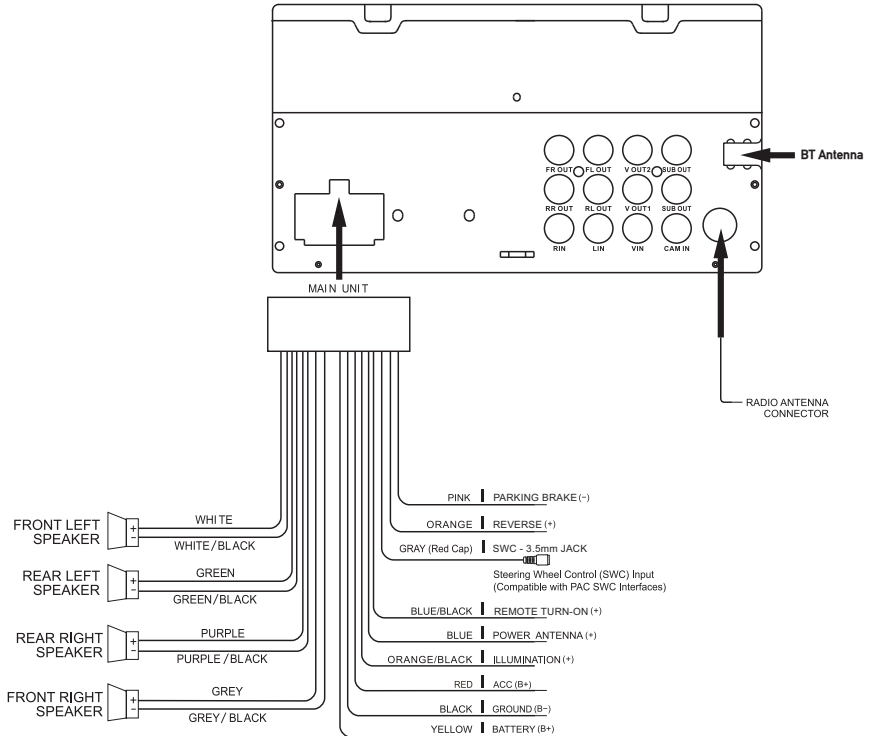 BT Antenna
FR OUT FL OUT V OUT2 SUB OUT
RR OUT RL OUT V OUT1 SUB OUT
RIN LIN VIN CAM IN
MAIN UNIT
RADIO ANTENNA
CONNECTOR
FRONT LEFT
SPEAKER
+
−
WHITE
WHITE/BLACK
REAR LEFT
SPEAKER
+
−
GREEN
GREEN/BLACK
REAR RIGHT
SPEAKER
+
−
PURPLE
PURPLE/BLACK
FRONT RIGHT
SPEAKER
+
−
GREY
GREY/BLACK
PINK PARKING BRAKE (−)
ORANGE REVERSE (+)
GRAY (Red Cap) SWC - 3.5mm JACK
Steering Wheel Control (SWC) Input
(Compatible with PAC SWC Interfaces)
BLUE/BLACK REMOTE TURN-ON (+)
BLUE POWER ANTENNA (+)
ORANGE/BLACK ILLUMINATION (+)
RED ACC (B+)
BLACK GROUND (B−)
YELLOW BATTERY (B+)